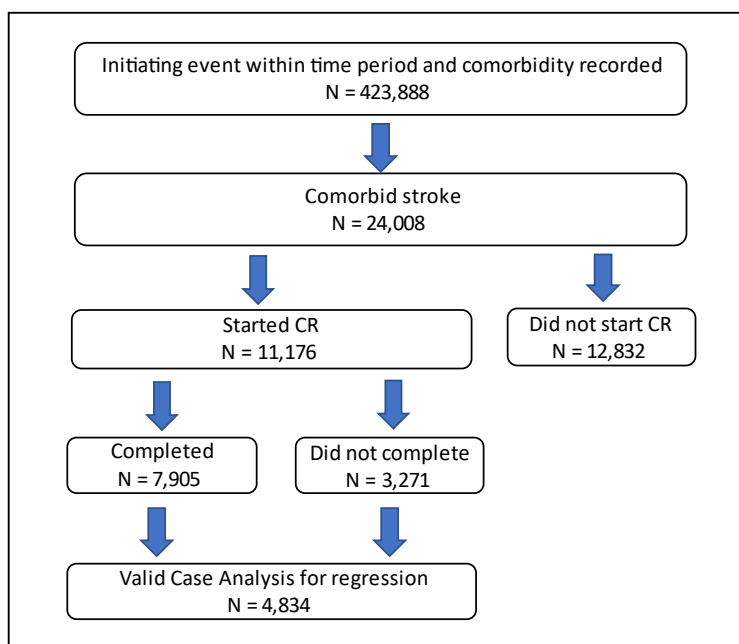 Initiating event within time period and comorbidity recorded
N = 423,888
Comorbid stroke
N = 24,008
Started CR
N = 11,176
Did not start CR
N = 12,832
Completed
N = 7,905
Did not complete
N = 3,271
Valid Case Analysis for regression
N = 4,834